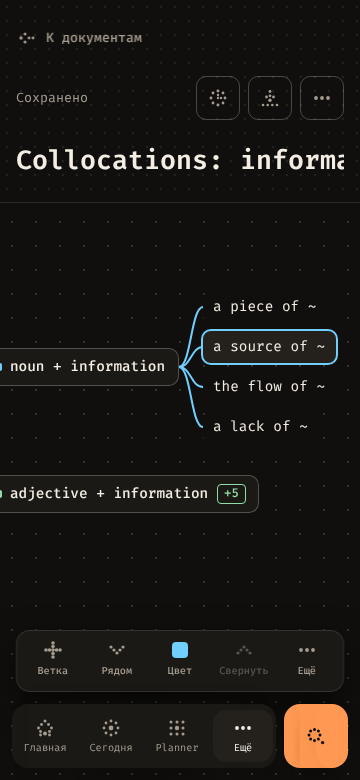 К документам
Сохранено
Collocations: informa
a piece of ~
a source of ~
noun + information
the flow of ~
a lack of ~
adjective + information +5
Ветка Рядом Цвет Свернуть Ещё
Главная Сегодня Planner Ещё